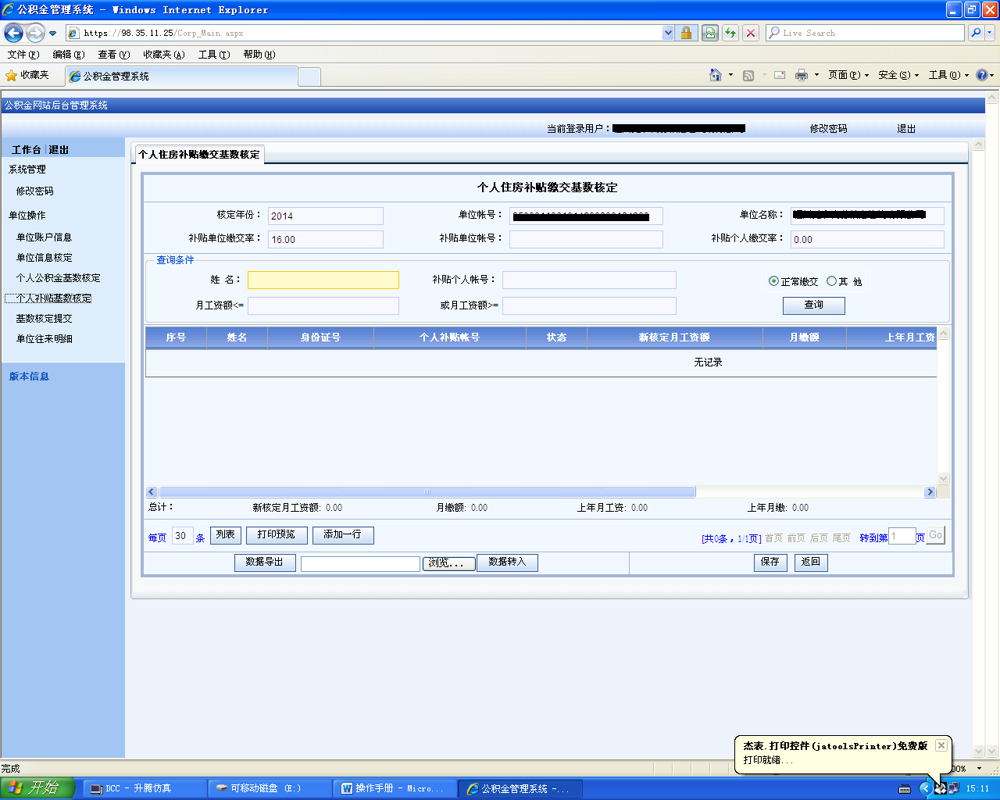 公积金管理系统 - Windows Internet Explorer
https://98.35.11.25/Corp_Main.aspx
Live Search
文件(F) 编辑(E) 查看(V) 收藏夹(A) 工具(T) 帮助(H)
收藏夹 公积金管理系统 页面(P) 安全(S) 工具(O)
公积金网站后台管理系统
当前登录用户： 修改密码 退出
工作台 | 退出
系统管理
修改密码
单位操作
单位账户信息
单位信息核定
个人公积金基数核定
个人补贴基数核定
基数核定提交
单位往来明细
版本信息
个人住房补贴缴交基数核定
个人住房补贴缴交基数核定
核定年份： 2014 单位帐号： 单位名称：
补贴单位缴交率： 16.00 补贴单位帐号： 补贴个人缴交率： 0.00
查询条件
姓 名： 补贴个人帐号： 正常缴交 其 他
月工资额<= 或月工资额>= 查询
序号 姓名 身份证号 个人补贴帐号 状态 新核定月工资额 月缴额 上年月工资
无记录
总计： 新核定月工资额: 0.00 月缴额: 0.00 上年月工资: 0.00 上年月缴: 0.00
每页 30 条 列表 打印预览 添加一行 [共0条，1/1页] 首页 前页 后页 尾页 转到第 1 页 Go
数据导出 浏览... 数据转入 保存 返回
杰表.打印控件(jatoolsPrinter)免费版
打印就绪...
完成
开始 DCC - 升腾仿真 可移动磁盘 (E:) 操作手册 - Micro... 公积金管理系统 -... 15:11